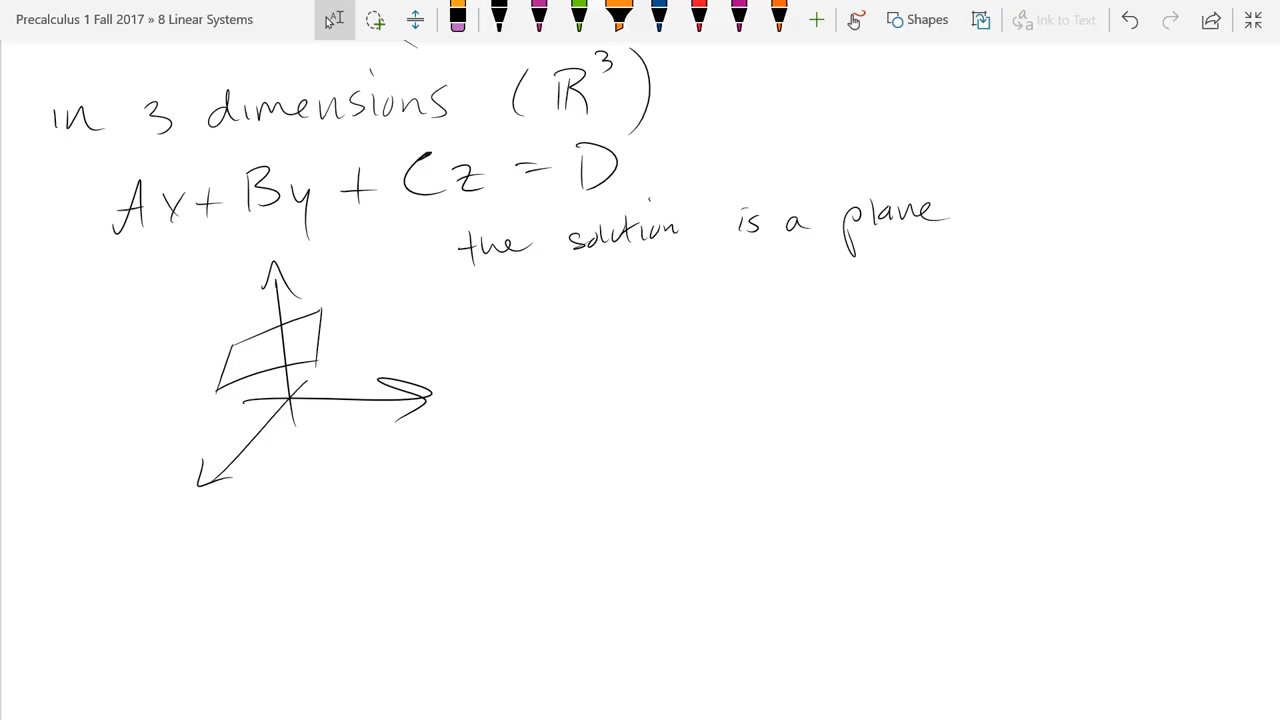 Precalculus 1 Fall 2017 » 8 Linear Systems
Shapes
Ink to Text
in 3 dimensions (ℝ³)
Ax + By + Cz = D
the solution is a plane